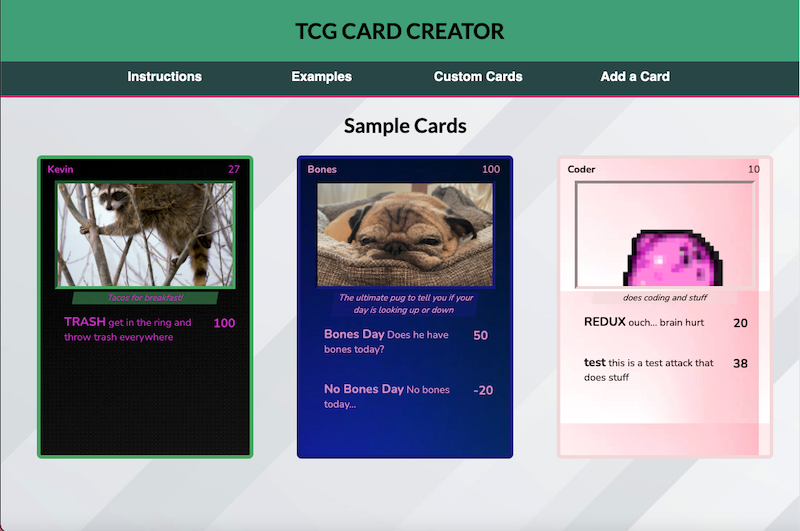 TCG CARD CREATOR
Instructions Examples Custom Cards Add a Card
Sample Cards
Kevin 27
Tacos for breakfast!
TRASH get in the ring and 100
throw trash everywhere
Bones 100
The ultimate pug to tell you if your
day is looking up or down
Bones Day Does he have 50
bones today?
No Bones Day No bones -20
today...
Coder 10
does coding and stuff
REDUX ouch... brain hurt 20
test this is a test attack that 38
does stuff